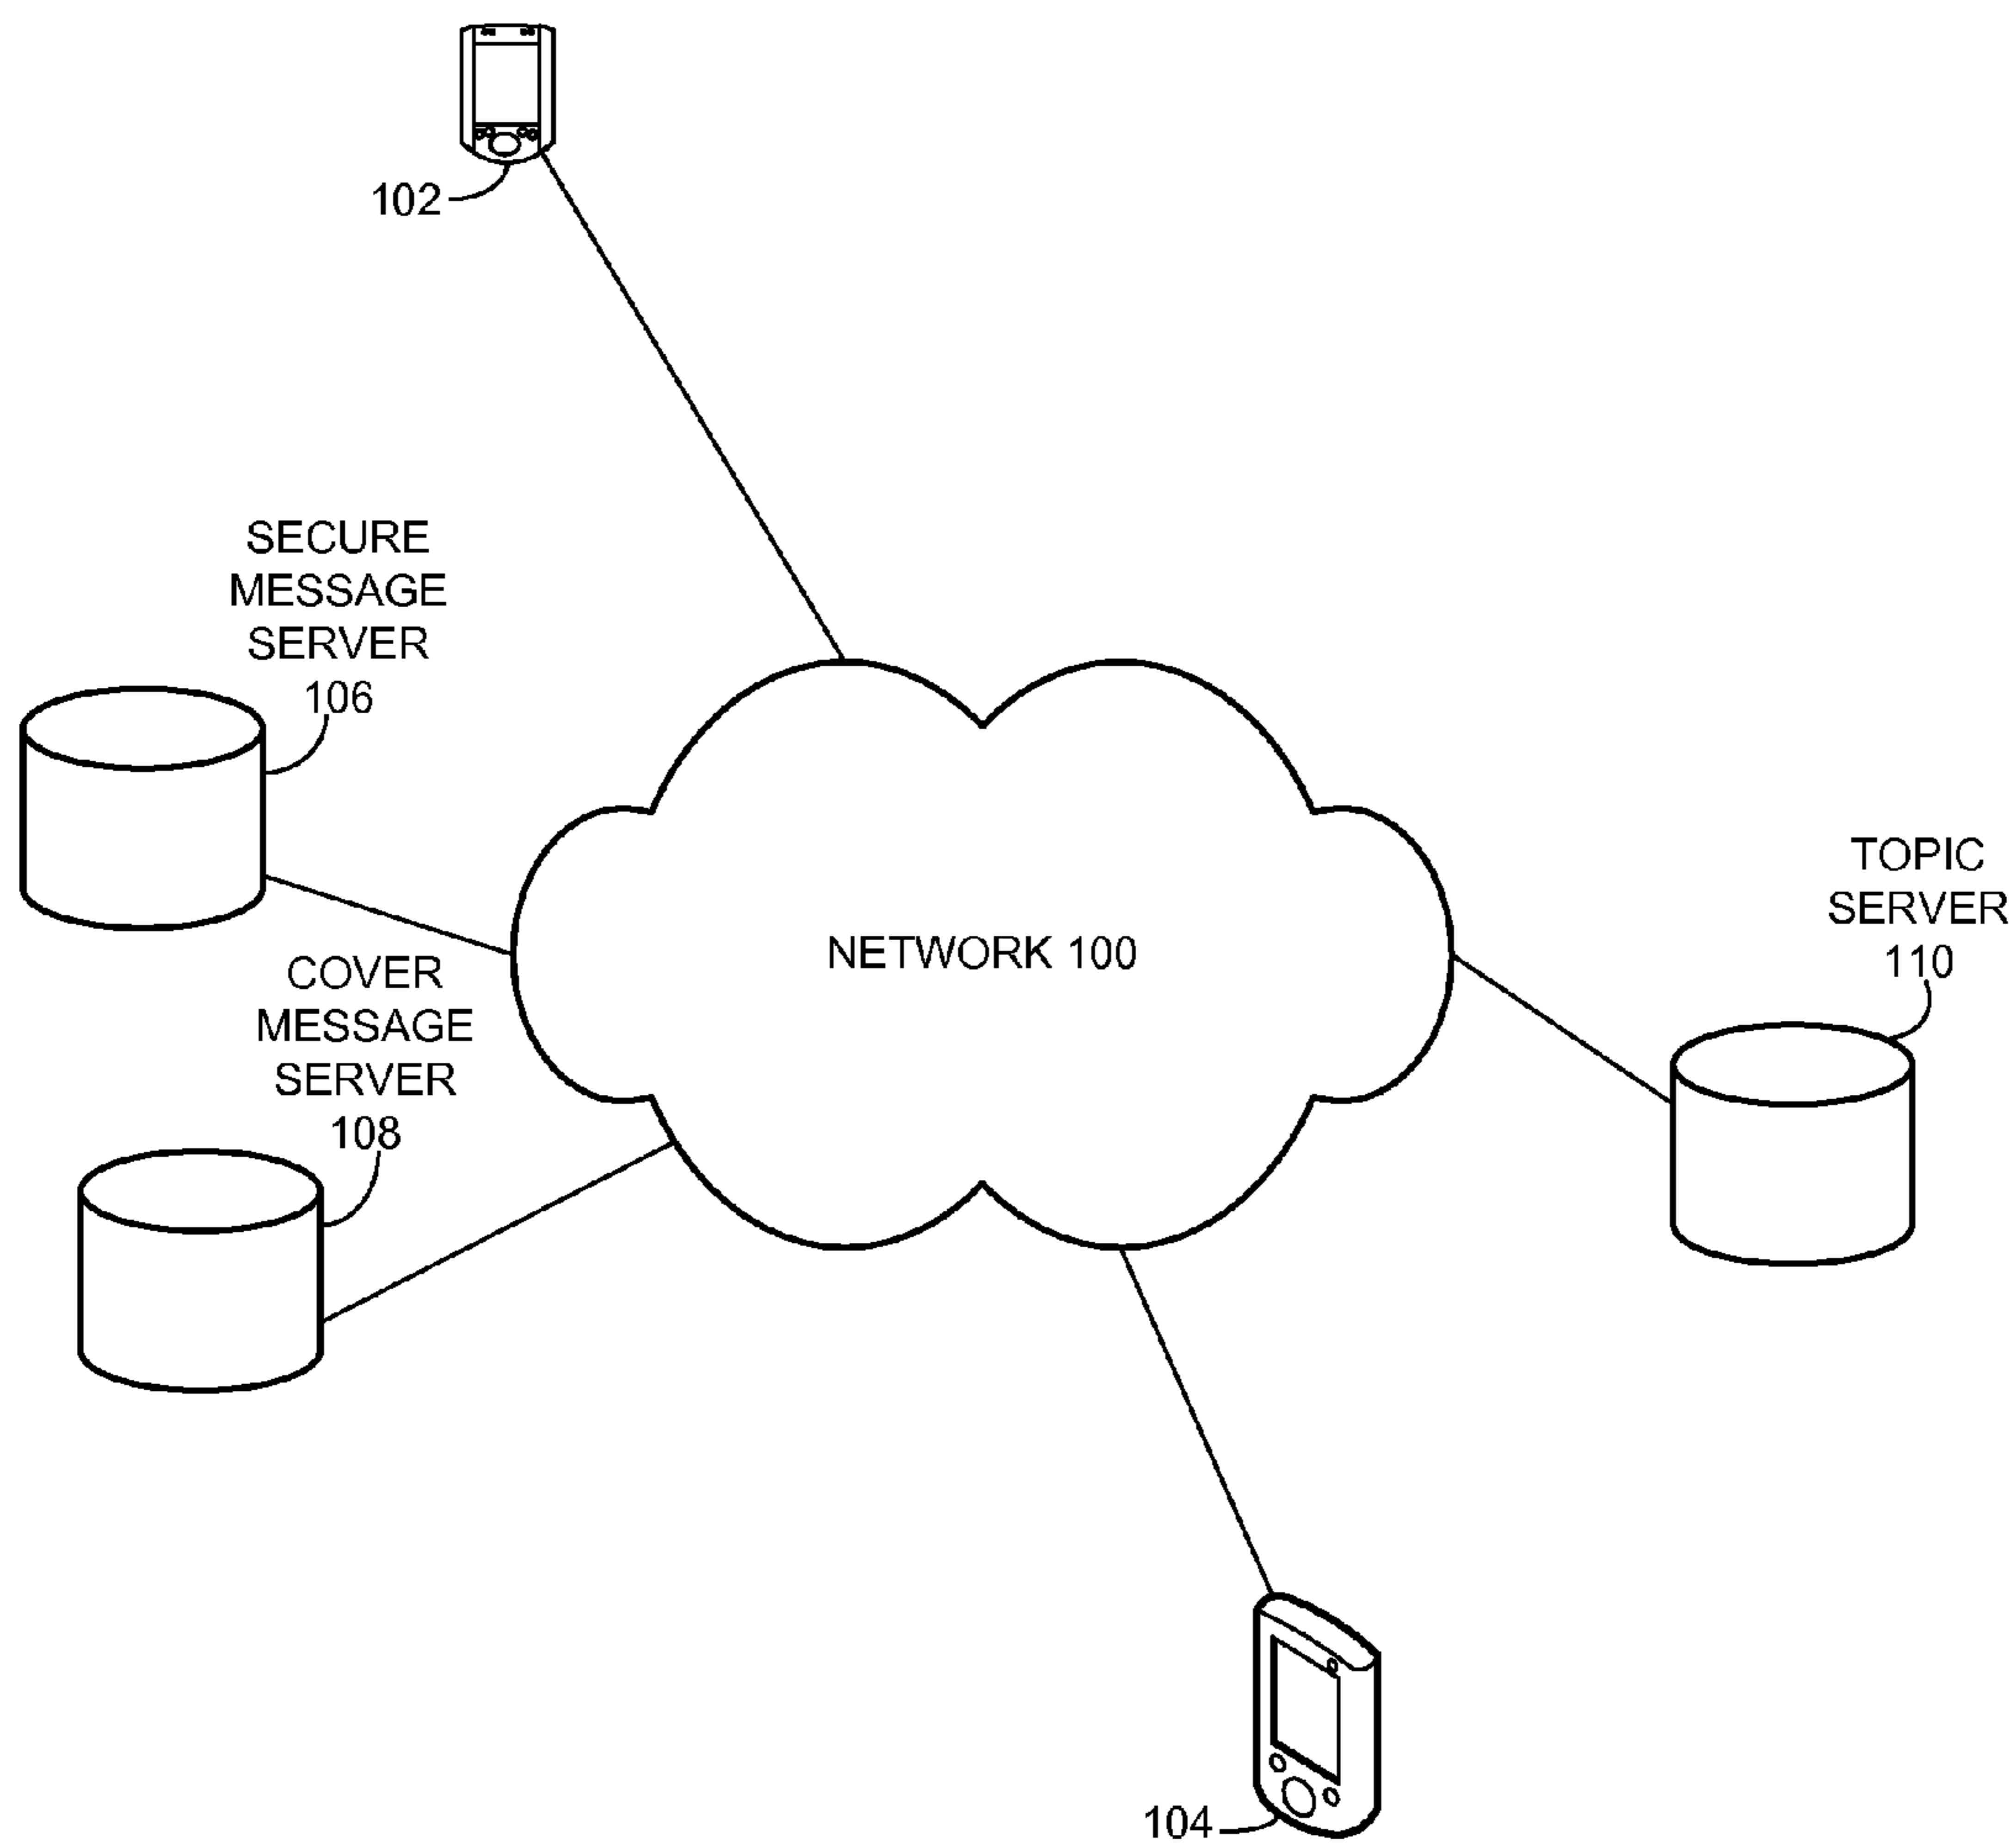 102
SECURE
MESSAGE
SERVER
106
TOPIC
SERVER
110
NETWORK 100
COVER
MESSAGE
SERVER
108
104